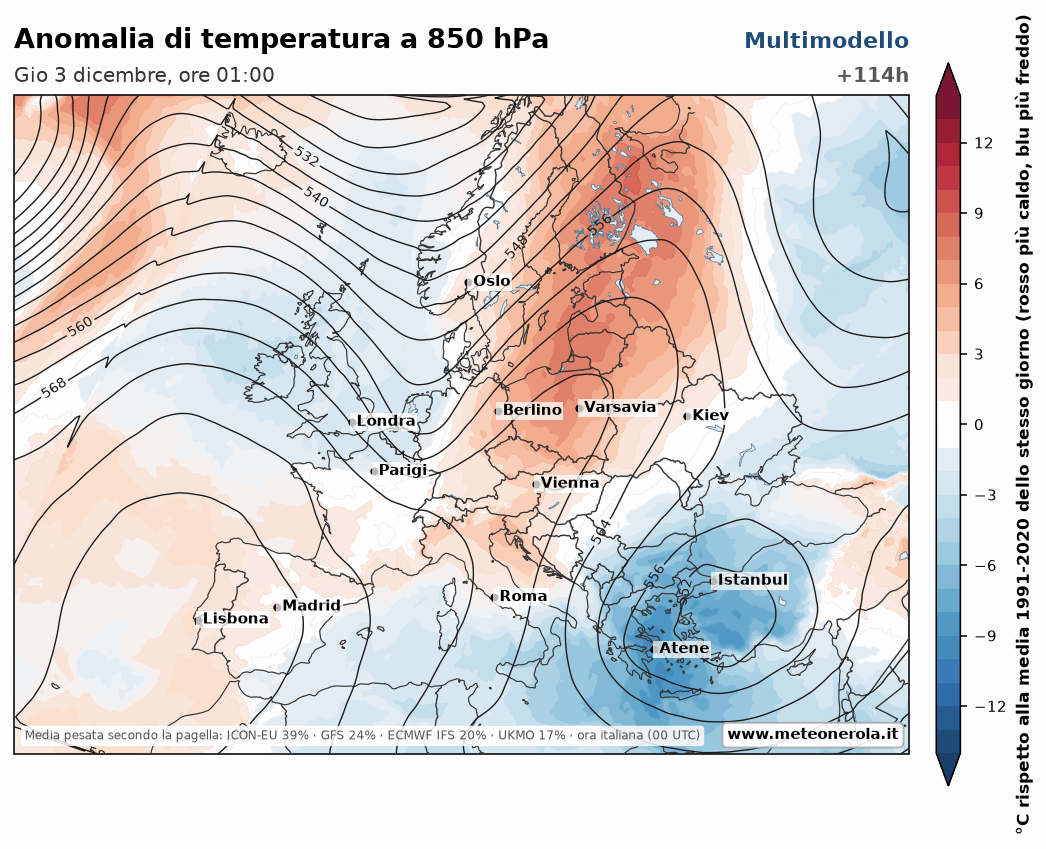 Anomalia di temperatura a 850 hPa
Multimodello
Gio 3 dicembre, ore 01:00
+114h
532
540
548
556
560
568
Oslo
Londra
Berlino
Varsavia
Kiev
Parigi
Vienna
556
Istanbul
Roma
Madrid
Lisbona
Atene
Media pesata secondo la pagella: ICON-EU 39% · GFS 24% · ECMWF IFS 20% · UKMO 17% · ora italiana (00 UTC)
www.meteonerola.it
12
9
6
3
0
−3
−6
−9
−12
°C rispetto alla media 1991-2020 dello stesso giorno (rosso più caldo, blu più freddo)